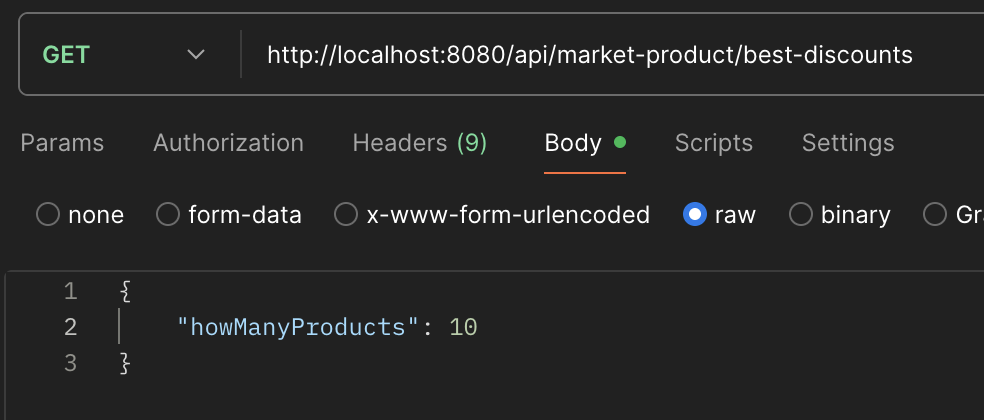 GET http://localhost:8080/api/market-product/best-discounts
Params Authorization Headers (9) Body Scripts Settings
none form-data x-www-form-urlencoded raw binary Gr
1 {
2 "howManyProducts": 10
3 }